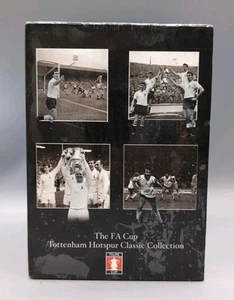 The FA Cup
Tottenham Hotspur Classic Collection